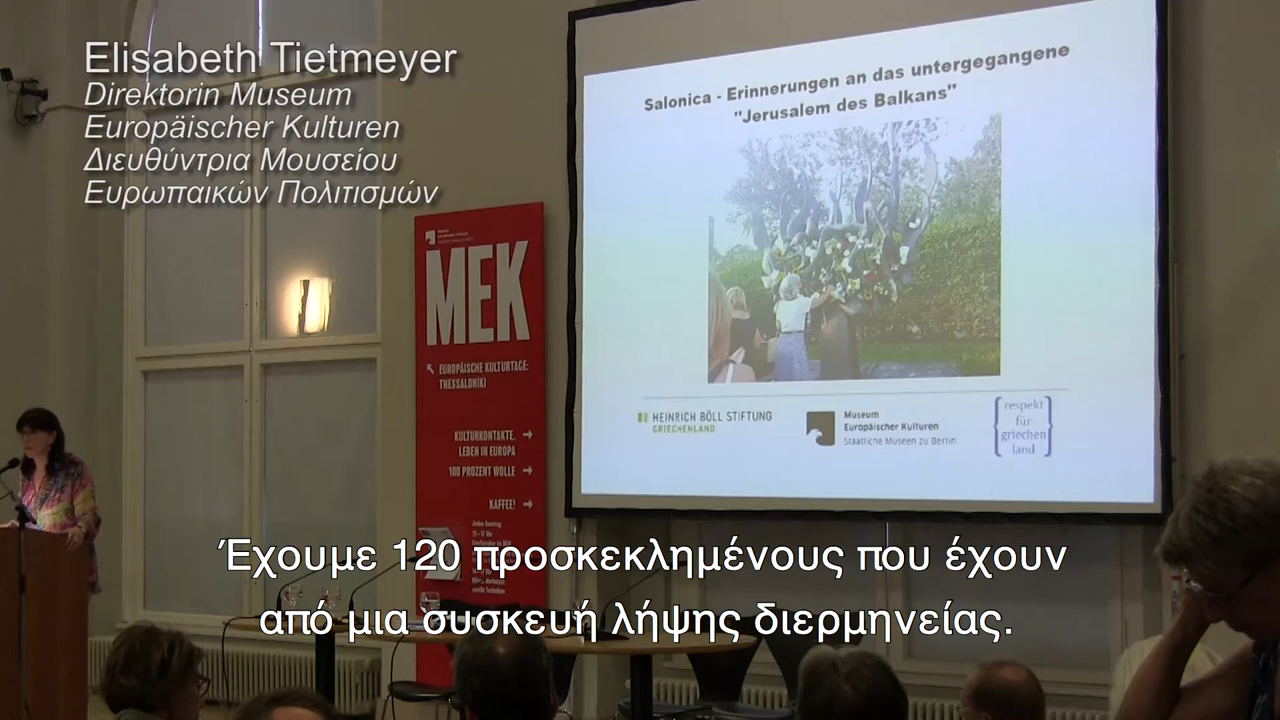 Elisabeth Tietmeyer
Direktorin Museum
Europäischer Kulturen
Διευθύντρια Μουσείου
Ευρωπαικών Πολιτισμών
Salonica - Erinnerungen an das untergegangene
"Jerusalem des Balkans"
HEINRICH BÖLL STIFTUNG
GRIECHENLAND
Museum
Europäischer Kulturen
Staatliche Museen zu Berlin
respekt
für
griechen
land
MEK
EUROPÄISCHE KULTURTAGE:
THESSALONIKI
KULTURKONTAKTE.
LEBEN IN EUROPA
100 PROZENT WOLLE
KAFFEE!
Έχουμε 120 προσκεκλημένους που έχουν
από μια συσκευή λήψης διερμηνείας.